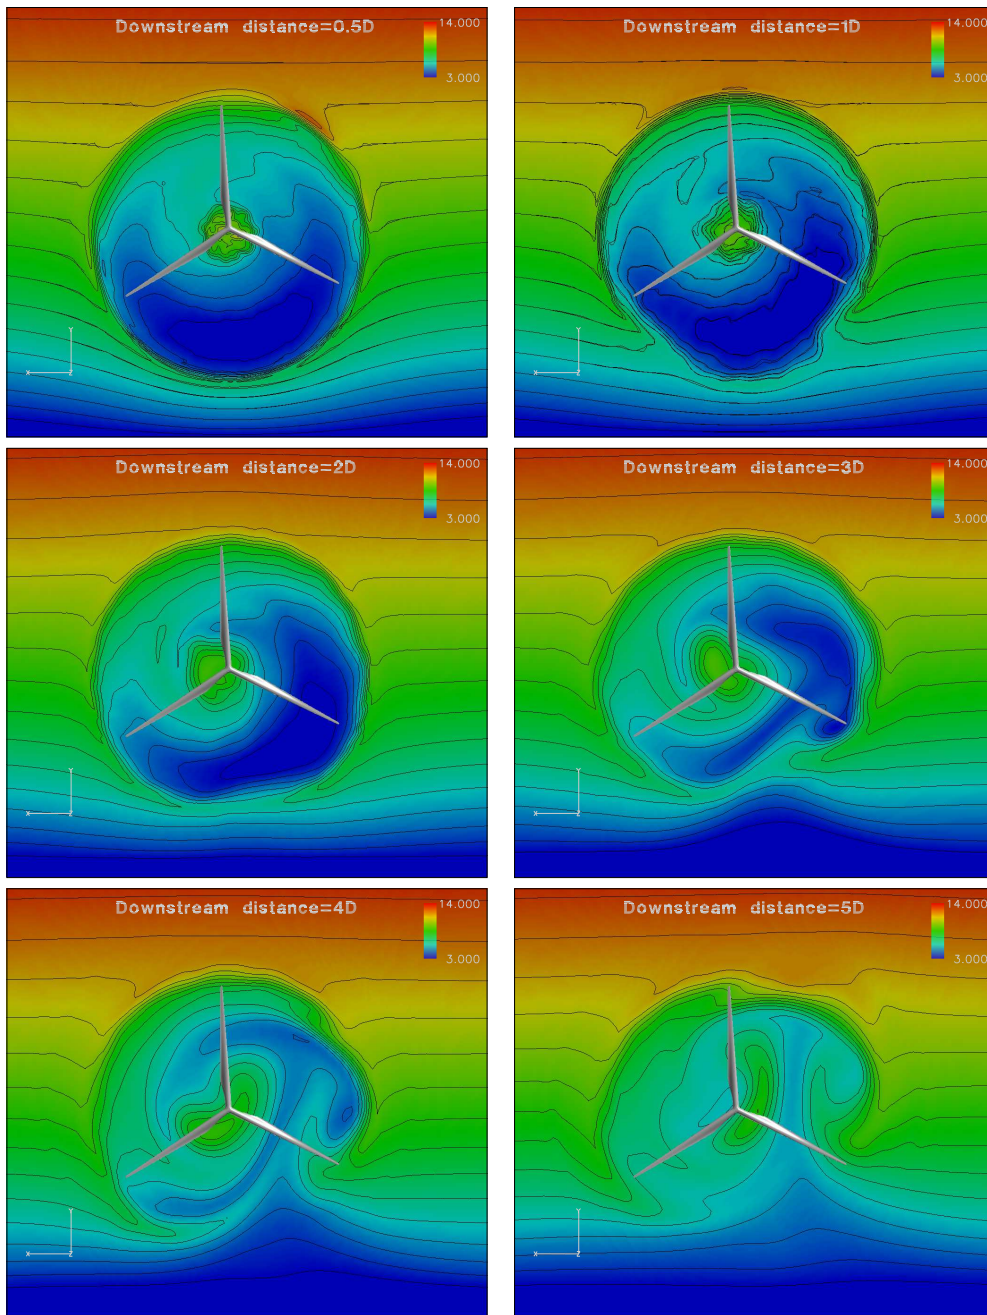 Downstream distance=0.5D
14.000
3.000
Y
X
Z
Downstream distance=1D
14.000
3.000
Y
X
Z
Downstream distance=2D
14.000
3.000
Y
X
Z
Downstream distance=3D
14.000
3.000
Y
X
Z
Downstream distance=4D
14.000
3.000
Y
X
Z
Downstream distance=5D
14.000
3.000
Y
X
Z